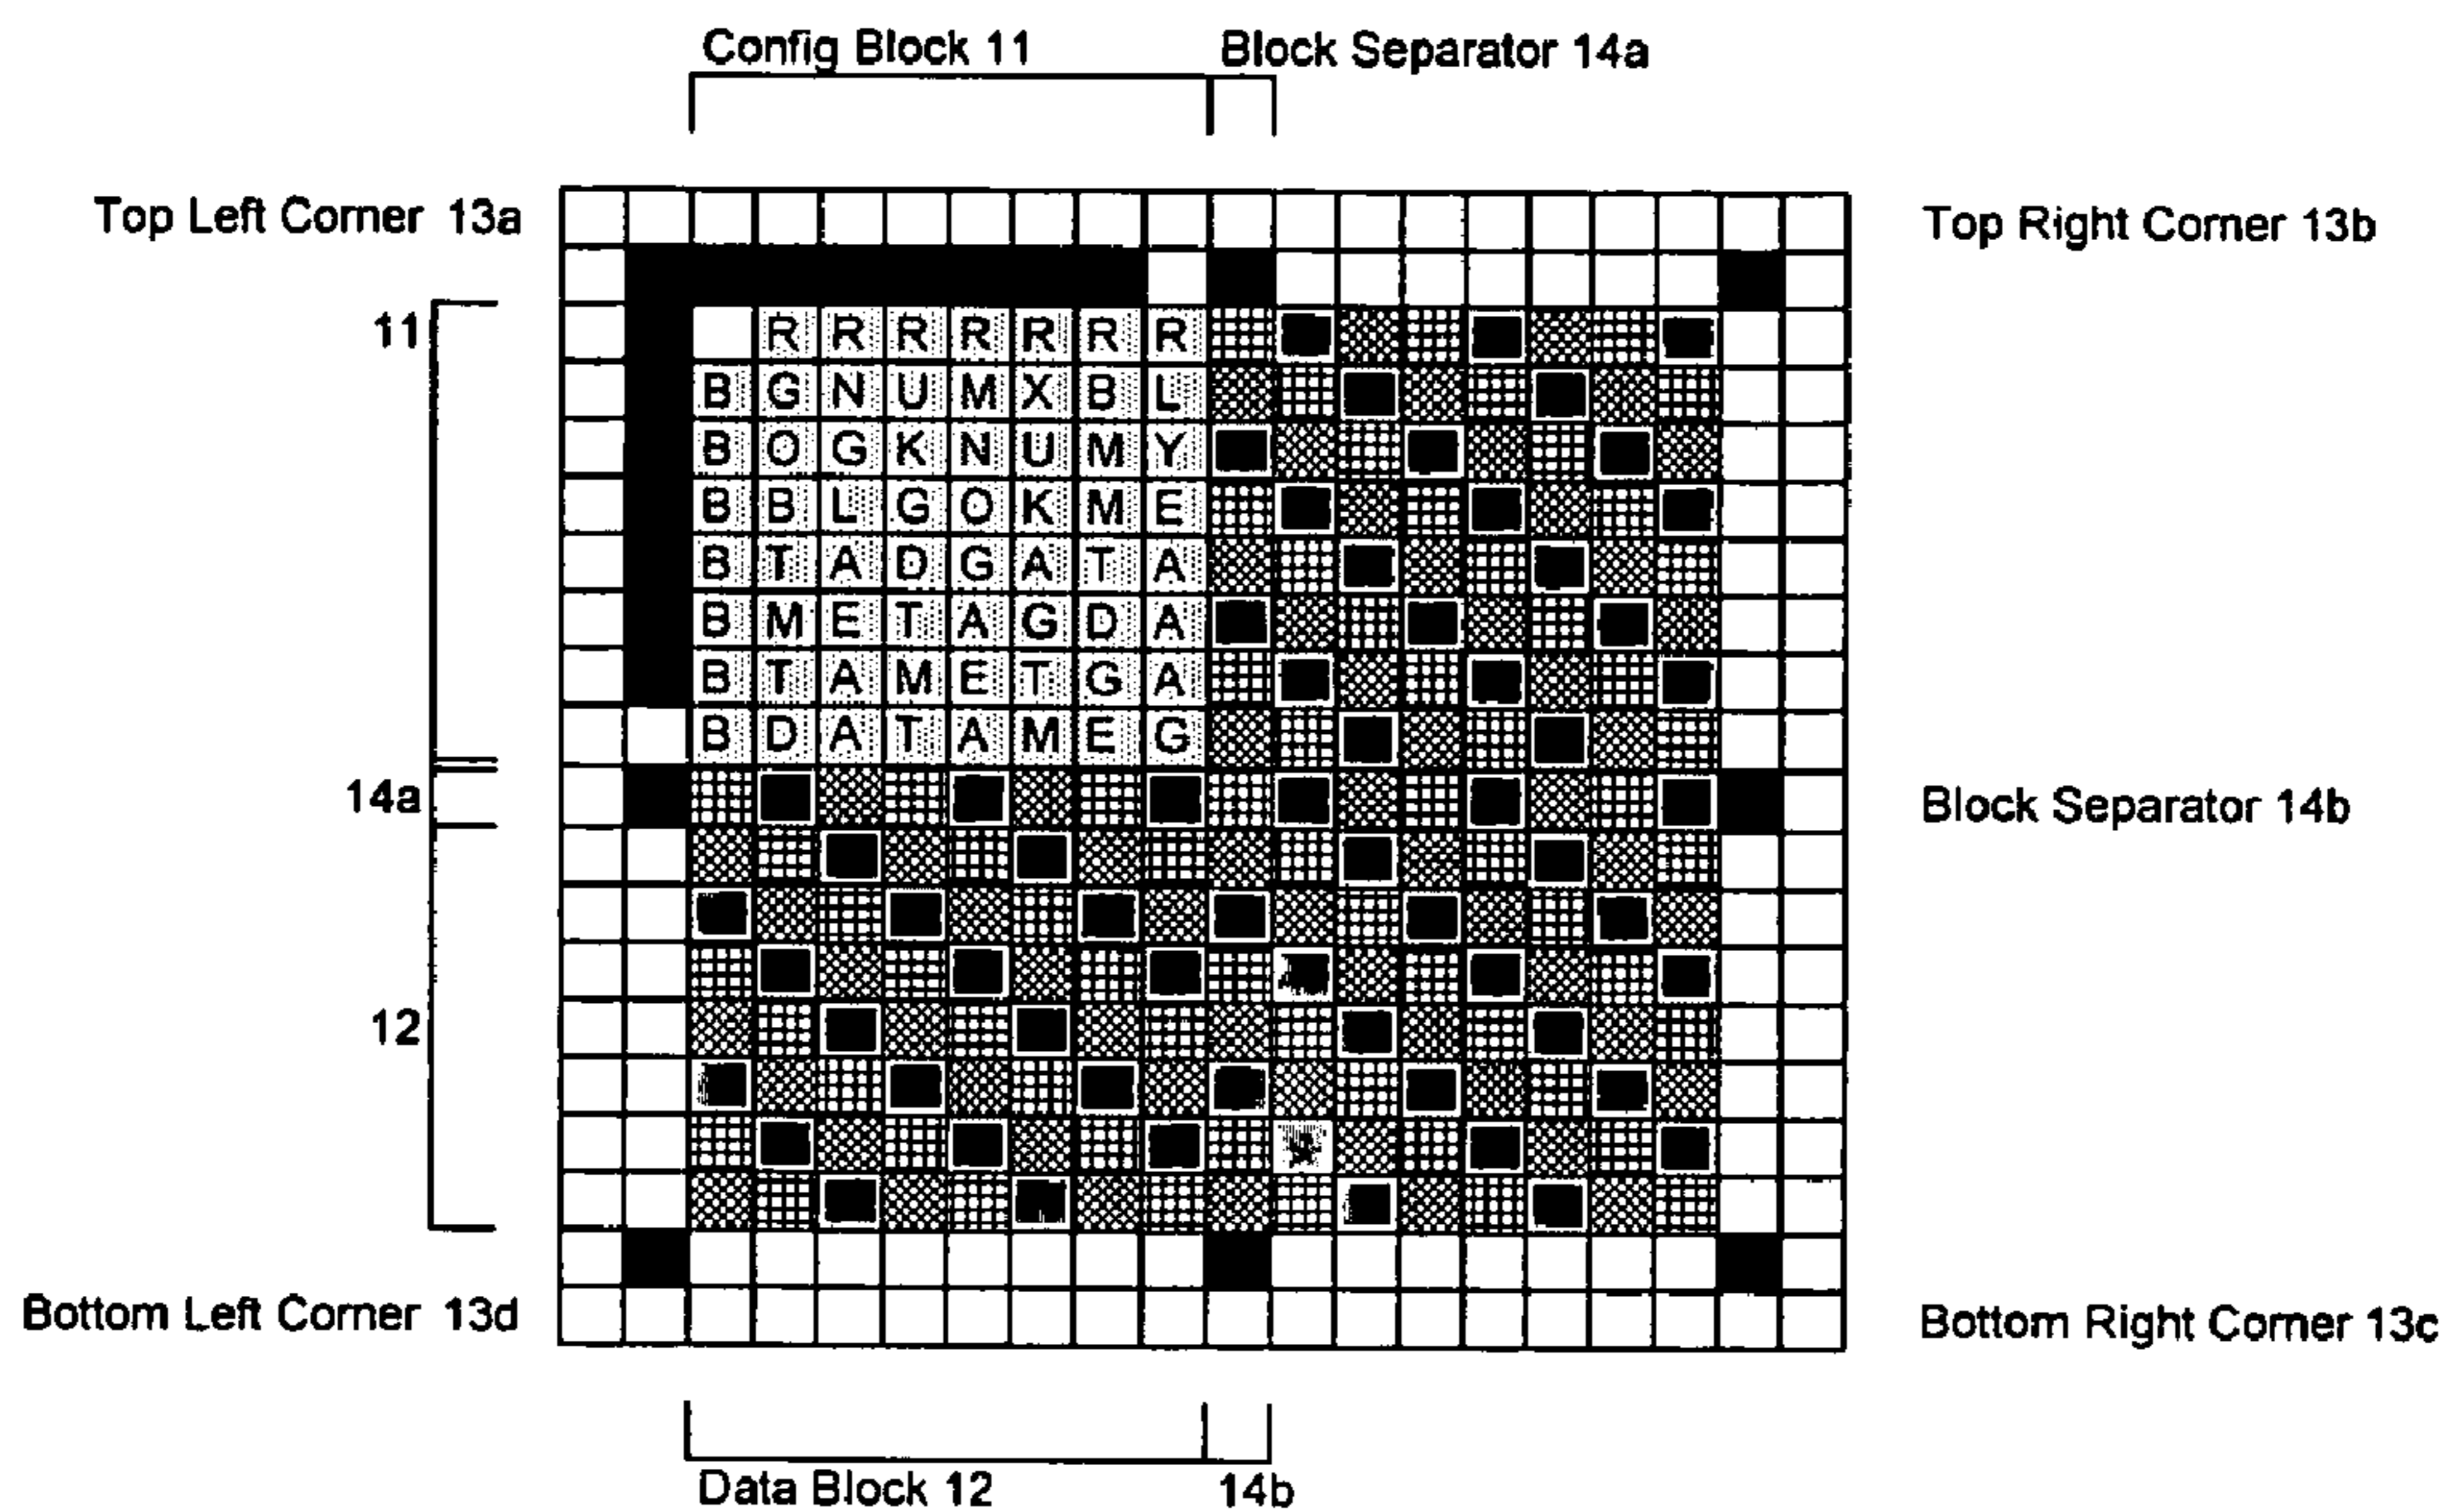 Config Block 11 Block Separator 14a
Top Left Corner 13a Top Right Corner 13b
11 R R R R R R R
B G N U M X B L
B O G K N U M Y
B B L G O K M E
B T A D G A T A
B M E T A G D A
B T A M E T G A
B D A T A M E G
14a Block Separator 14b
12
Bottom Left Corner 13d Bottom Right Corner 13c
Data Block 12 14b